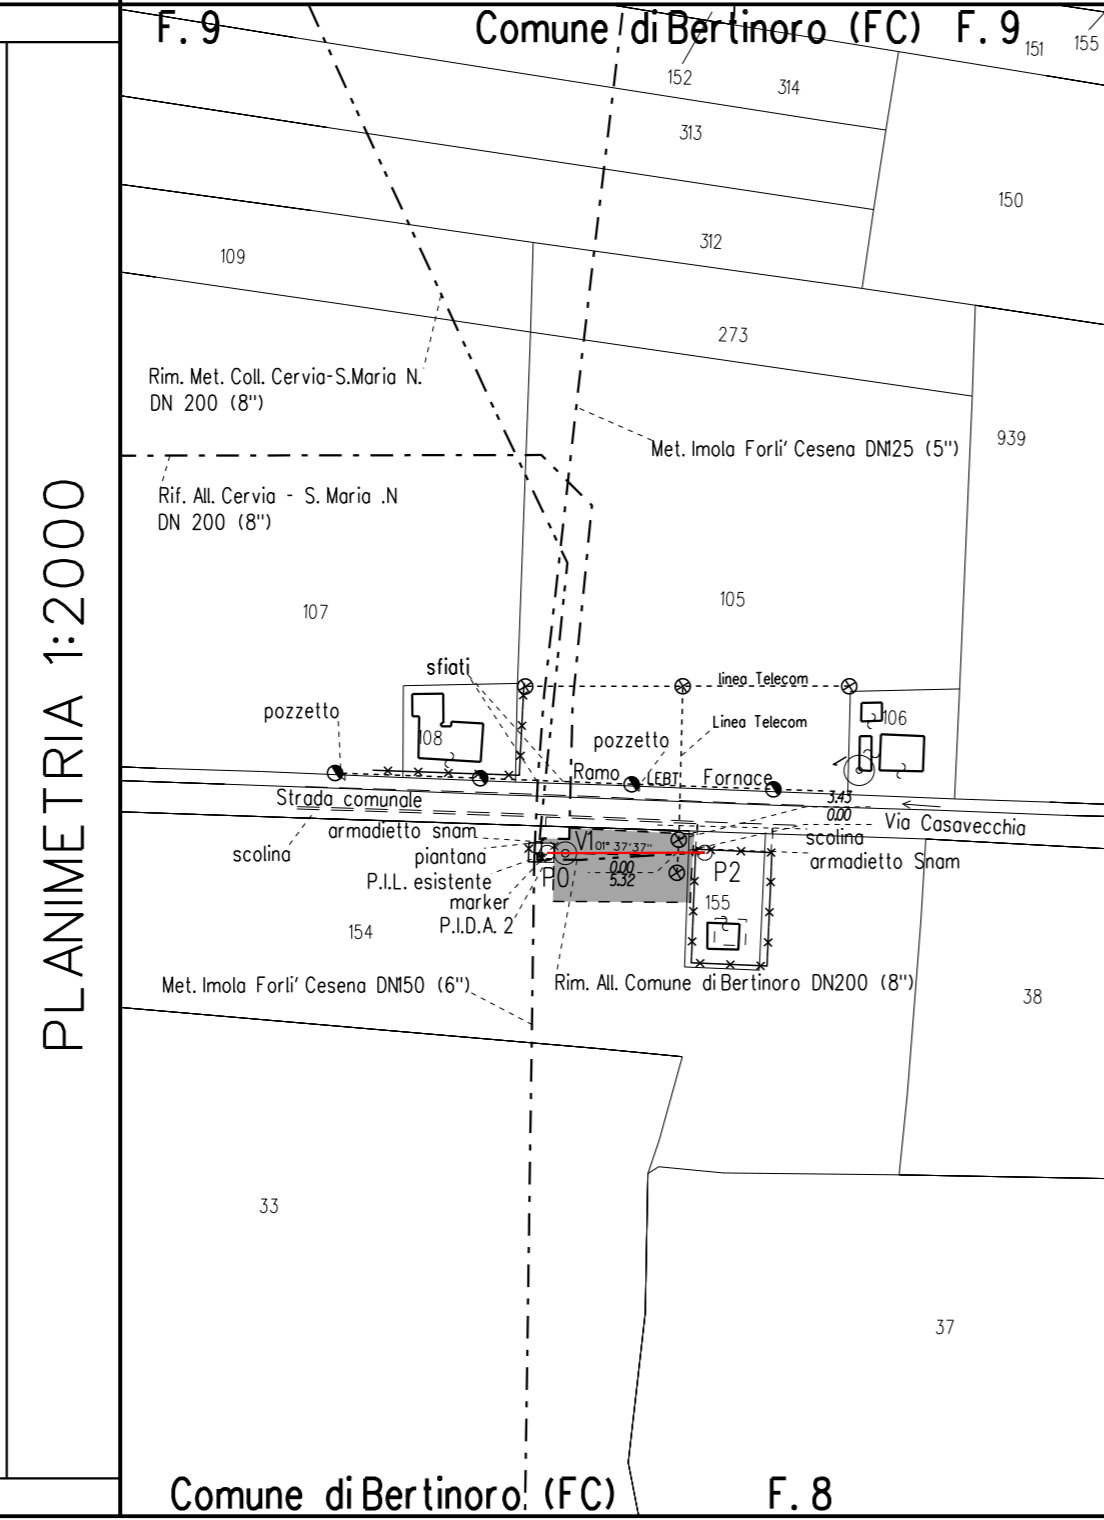 PLANIMETRIA 1:2000
F. 9
Comune di Bertinoro (FC) F. 9
151
155
152
314
313
150
312
109
273
Rim. Met. Coll. Cervia-S.Maria N.
DN 200 (8")
939
Met. Imola Forli' Cesena DN125 (5")
Rif. All. Cervia - S. Maria .N
DN 200 (8")
107
105
sfiati
linea Telecom
pozzetto
106
Linea Telecom
108
pozzetto
Ramo (EBT) Fornace
Strada comunale
3.43
0.00
Via Casavecchia
armadietto snam
scolina
scolina
piantana
V1
01° 37'37"
armadietto Snam
P.I.L. esistente
P0
0.00
5.32
P2
marker
155
P.I.D.A. 2
154
Met. Imola Forli' Cesena DN150 (6")
Rim. All. Comune di Bertinoro DN200 (8")
38
33
37
Comune di Bertinoro (FC)
F. 8